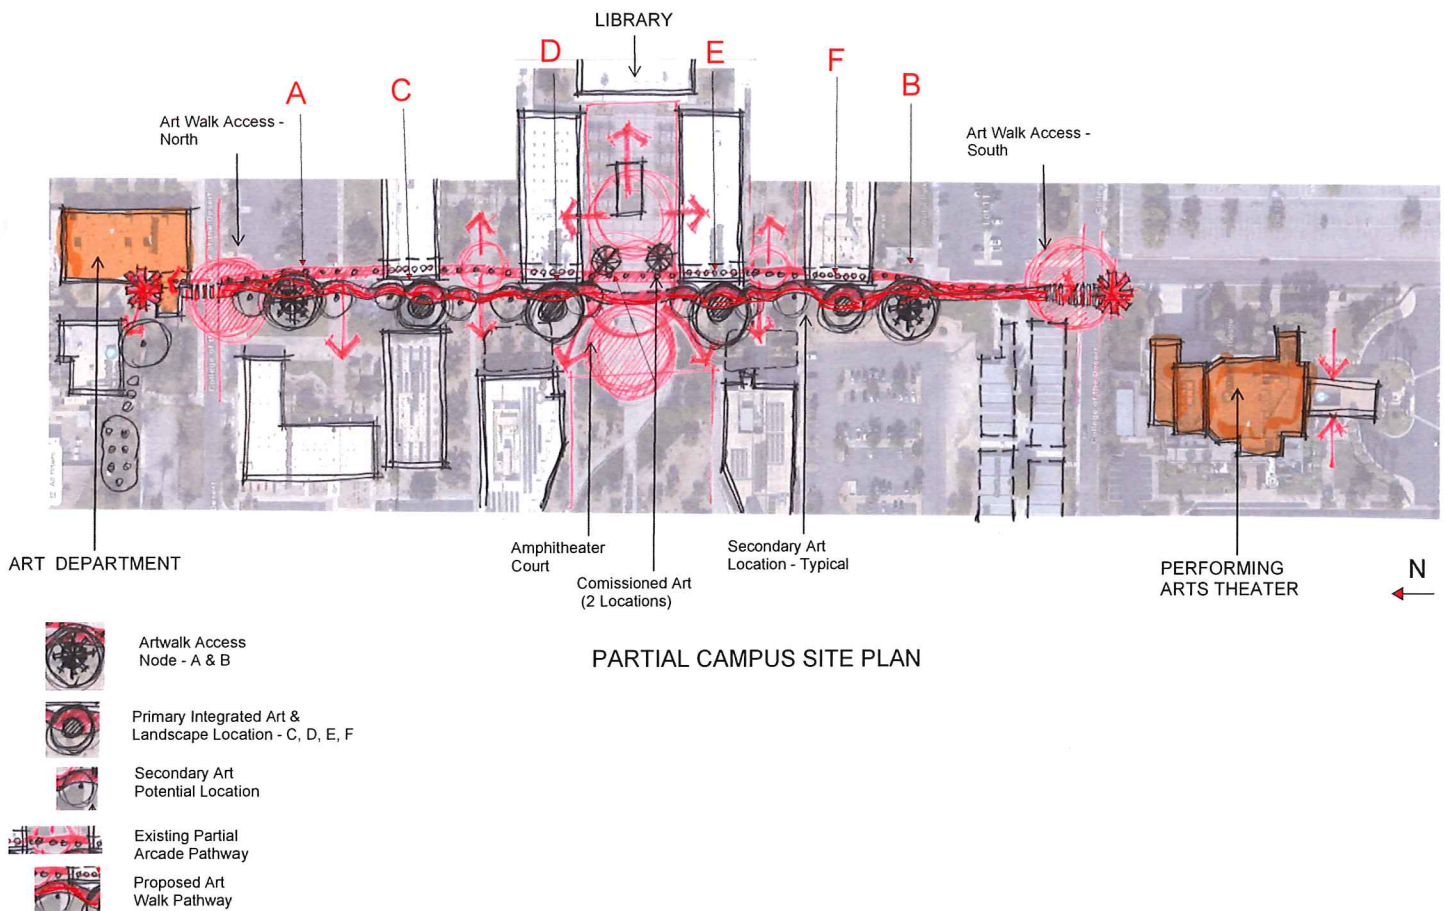 LIBRARY
D
E
F
A
C
B
Art Walk Access -
North
Art Walk Access -
South
ART DEPARTMENT
Amphitheater
Court
Comissioned Art
(2 Locations)
Secondary Art
Location - Typical
PERFORMING
ARTS THEATER
N
PARTIAL CAMPUS SITE PLAN
Artwalk Access
Node - A & B
Primary Integrated Art &
Landscape Location - C, D, E, F
Secondary Art
Potential Location
Existing Partial
Arcade Pathway
Proposed Art
Walk Pathway